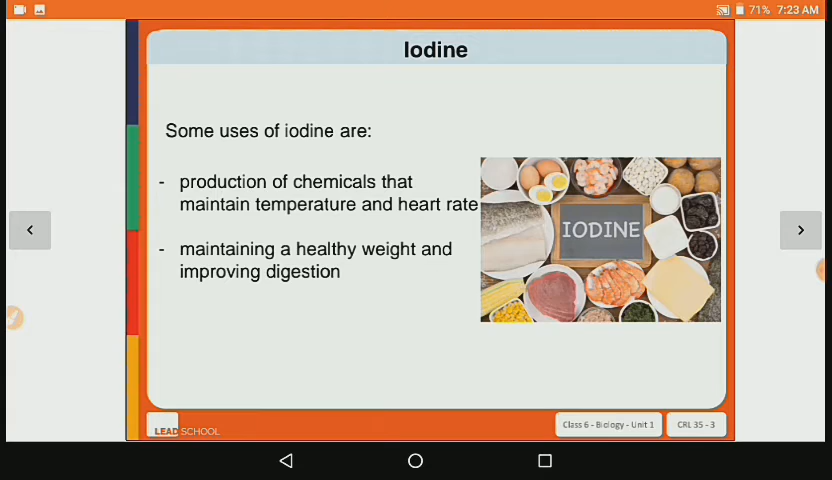 71% 7:23 AM
Iodine
Some uses of iodine are:
- production of chemicals that
maintain temperature and heart rate
- maintaining a healthy weight and
improving digestion
IODINE
LEAD SCHOOL
Class 6 - Biology - Unit 1
CRL 35 - 3